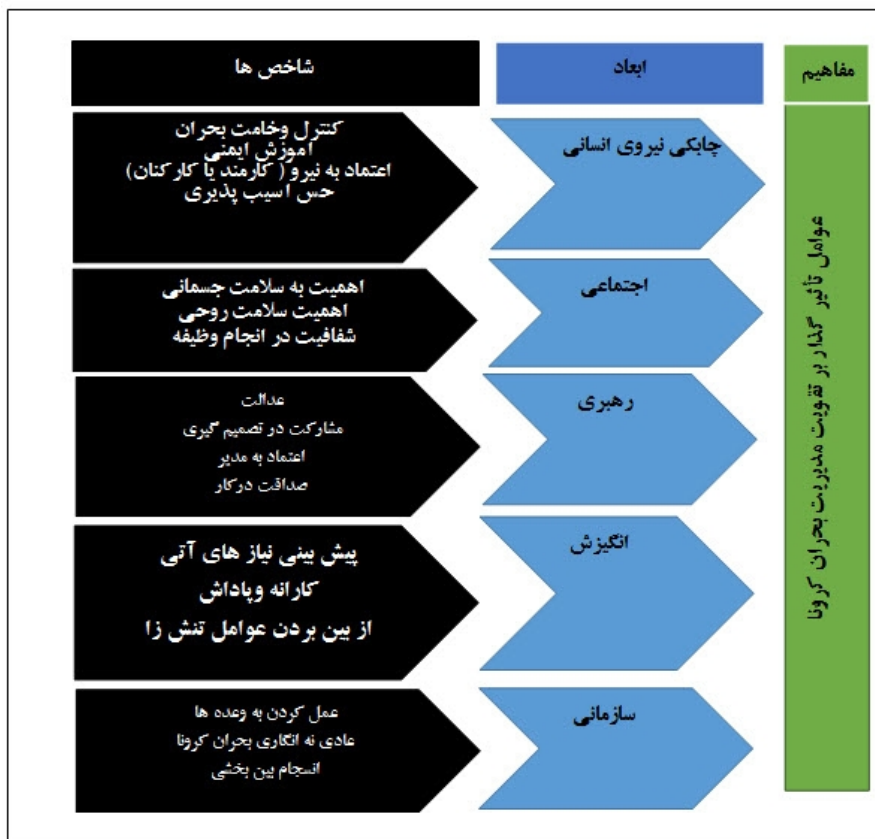 مفاهیم
ابعاد
شاخص ها
عوامل تأثیر گذار بر تقویت مدیریت بحران کرونا
چابکی نیروی انسانی
کنترل وخامت بحران
اموزش ایمنی
اعتماد به نیرو ( کارمند یا کارکنان)
حس اسیب پذیری
اجتماعی
اهمیت به سلامت جسمانی
اهمیت سلامت روحی
شفافیت در انجام وظیفه
رهبری
عدالت
مشارکت در تصمیم گیری
اعتماد به مدیر
صداقت درکار
انگیزش
پیش بینی نیاز های آتی
کارانه وپاداش
از بین بردن عوامل تنش زا
سازمانی
عمل کردن به وعده ها
عادی نه انگاری بحران کرونا
انسجام بین بخشی